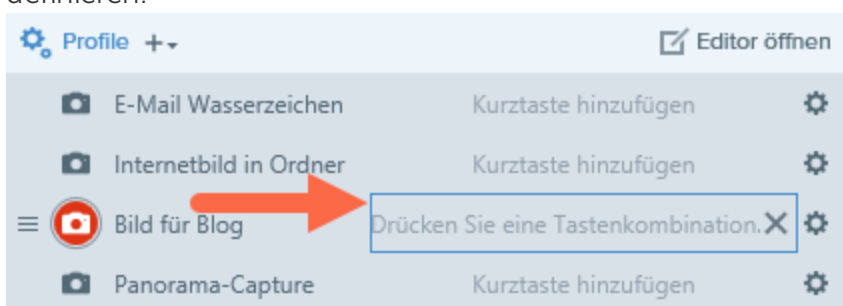 definieren.
Profile Editor öffnen
E-Mail Wasserzeichen Kurztaste hinzufügen
Internetbild in Ordner Kurztaste hinzufügen
Bild für Blog Drücken Sie eine Tastenkombination.
Panorama-Capture Kurztaste hinzufügen